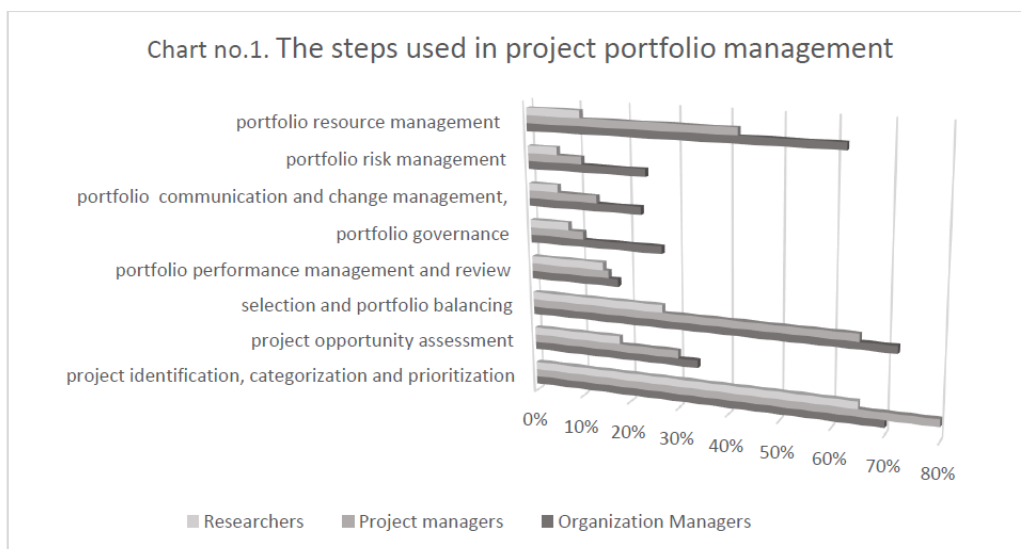 Chart no.1. The steps used in project portfolio management
portfolio resource management
portfolio risk management
portfolio communication and change management,
portfolio governance
portfolio performance management and review
selection and portfolio balancing
project opportunity assessment
project identification, categorization and prioritization
0% 10% 20% 30% 40% 50% 60% 70% 80%
Researchers Project managers Organization Managers